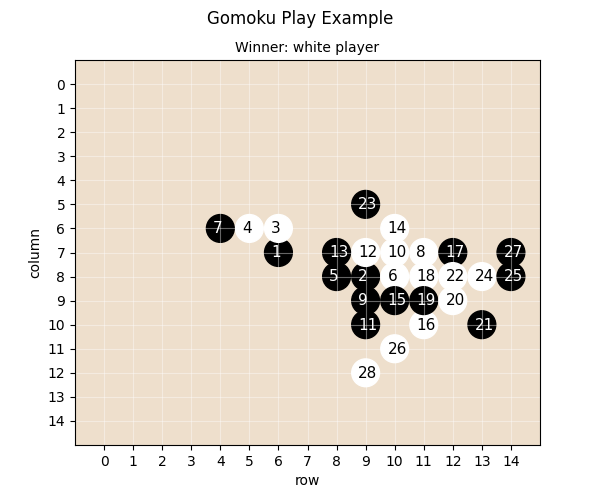 Gomoku Play Example
Winner: white player
0
1
2
3
4
5 23
6 7 4 3 14
7 1 13 12 10 8 17 27
column
8 5 2 6 18 22 24 25
9 9 15 19 20
10 11 16 21
11 26
12 28
13
14
0 1 2 3 4 5 6 7 8 9 10 11 12 13 14
row